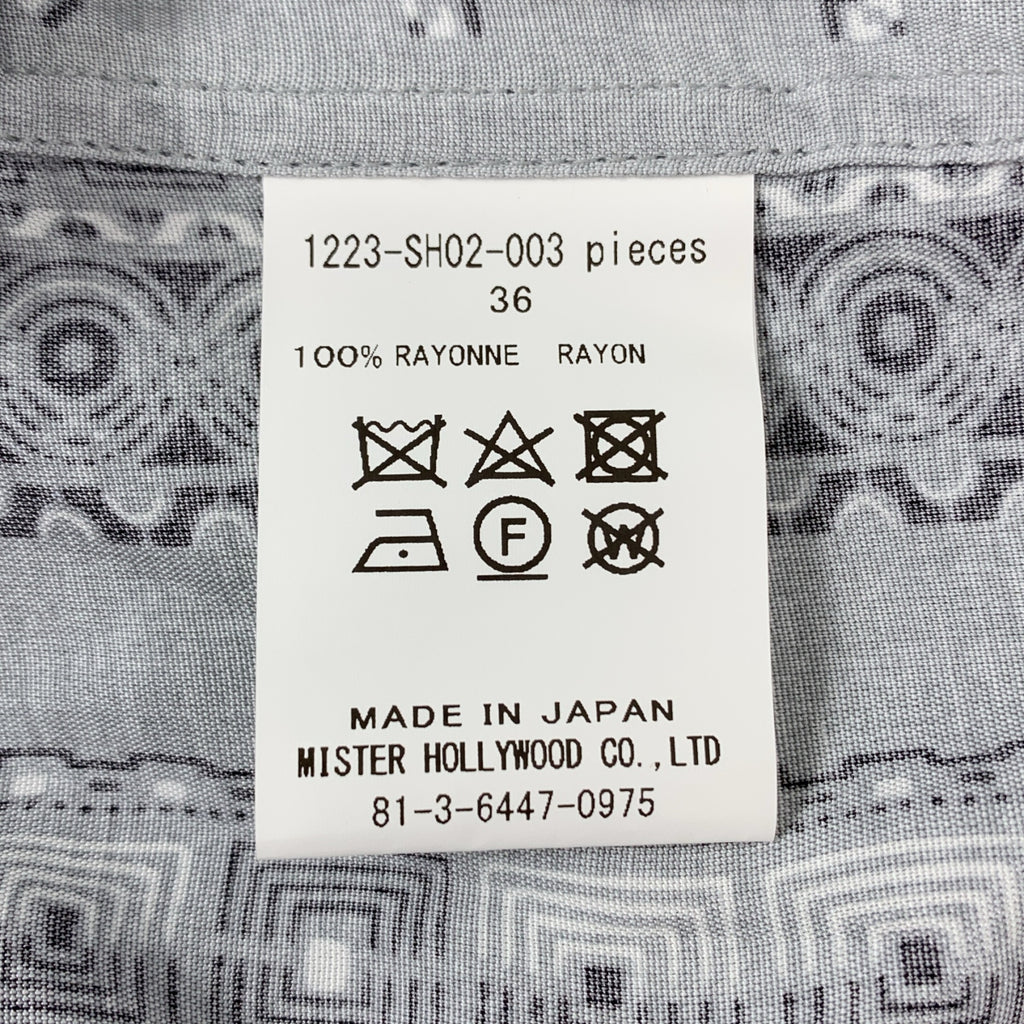 1223-SH02-003 pieces
36
100% RAYONNE RAYON
F
W
MADE IN JAPAN
MISTER HOLLYWOOD CO.,LTD
81-3-6447-0975